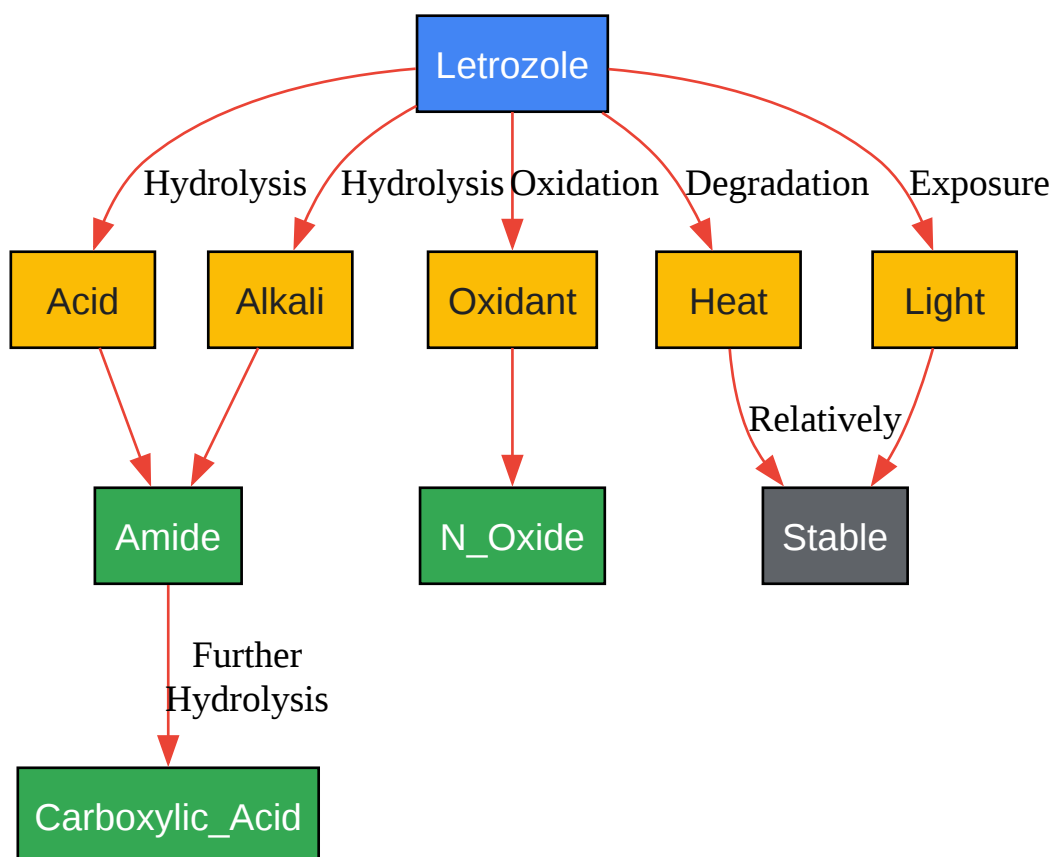 Letrozole
Hydrolysis
Hydrolysis
Oxidation
Degradation
Exposure
Acid
Alkali
Oxidant
Heat
Light
Relatively
Amide
N_Oxide
Stable
Further
Hydrolysis
Carboxylic_Acid